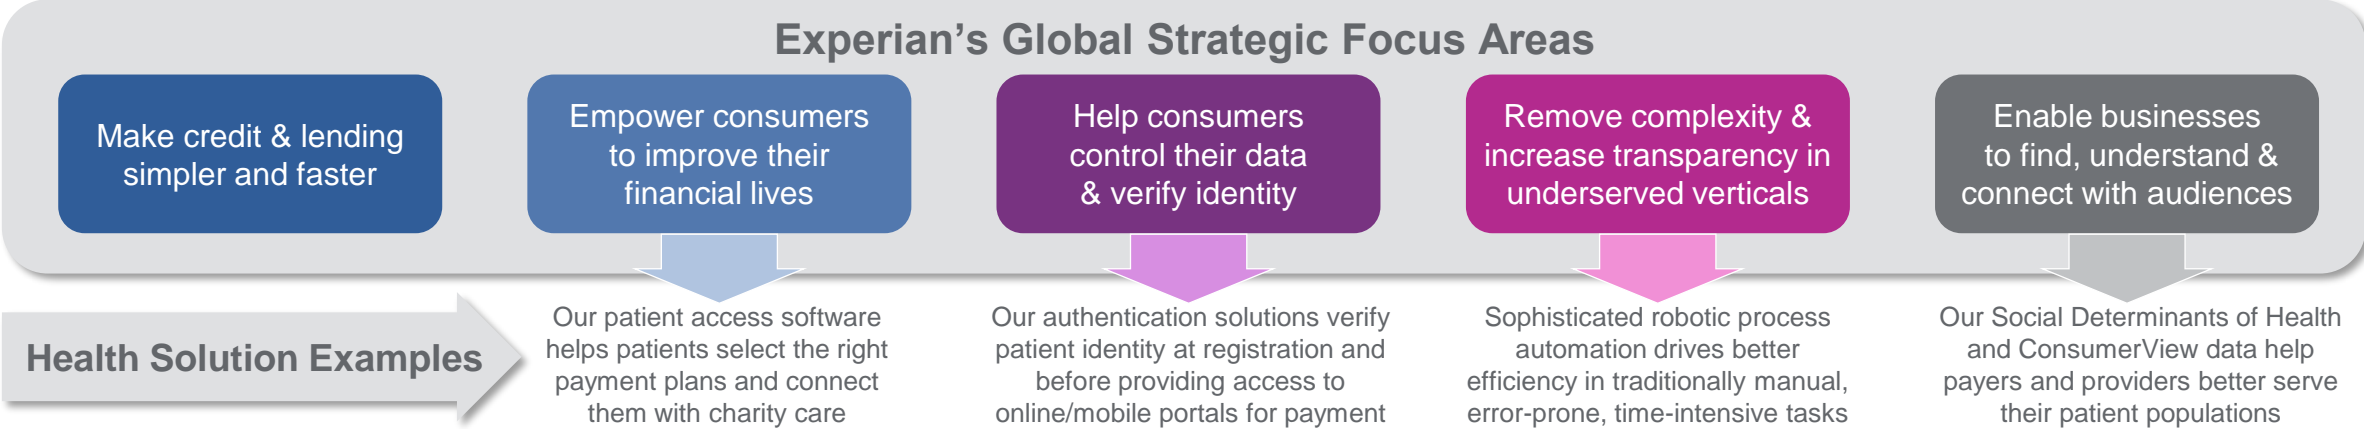 Experian’s Global Strategic Focus Areas
Make credit & lending
simpler and faster
Empower consumers
to improve their
financial lives
Help consumers
control their data
& verify identity
Remove complexity &
increase transparency in
underserved verticals
Enable businesses
to find, understand &
connect with audiences
Health Solution Examples
Our patient access software
helps patients select the right
payment plans and connect
them with charity care
Our authentication solutions verify
patient identity at registration and
before providing access to
online/mobile portals for payment
Sophisticated robotic process
automation drives better
efficiency in traditionally manual,
error-prone, time-intensive tasks
Our Social Determinants of Health
and ConsumerView data help
payers and providers better serve
their patient populations